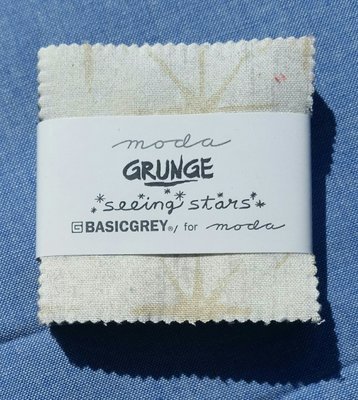 moda
GRUNGE
*seeing stars*
BASICGREY®/ for moda